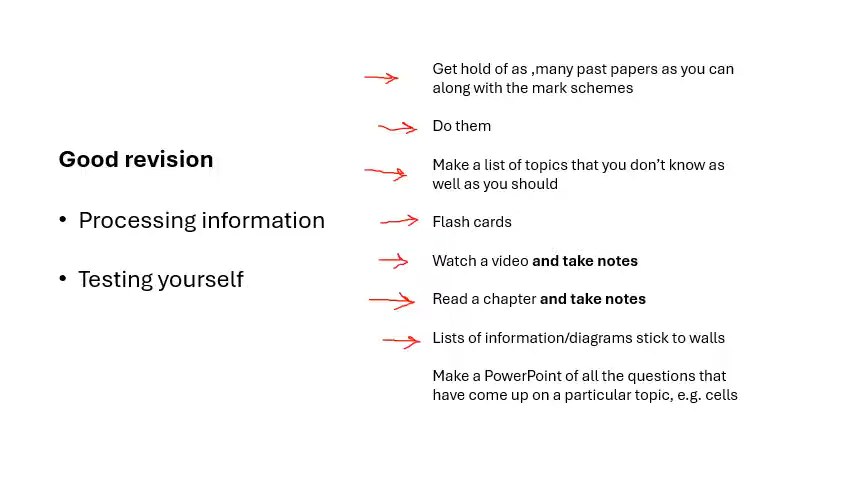 Good revision
• Processing information
• Testing yourself
Get hold of as ,many past papers as you can
along with the mark schemes
Do them
Make a list of topics that you don’t know as
well as you should
Flash cards
Watch a video and take notes
Read a chapter and take notes
Lists of information/diagrams stick to walls
Make a PowerPoint of all the questions that
have come up on a particular topic, e.g. cells